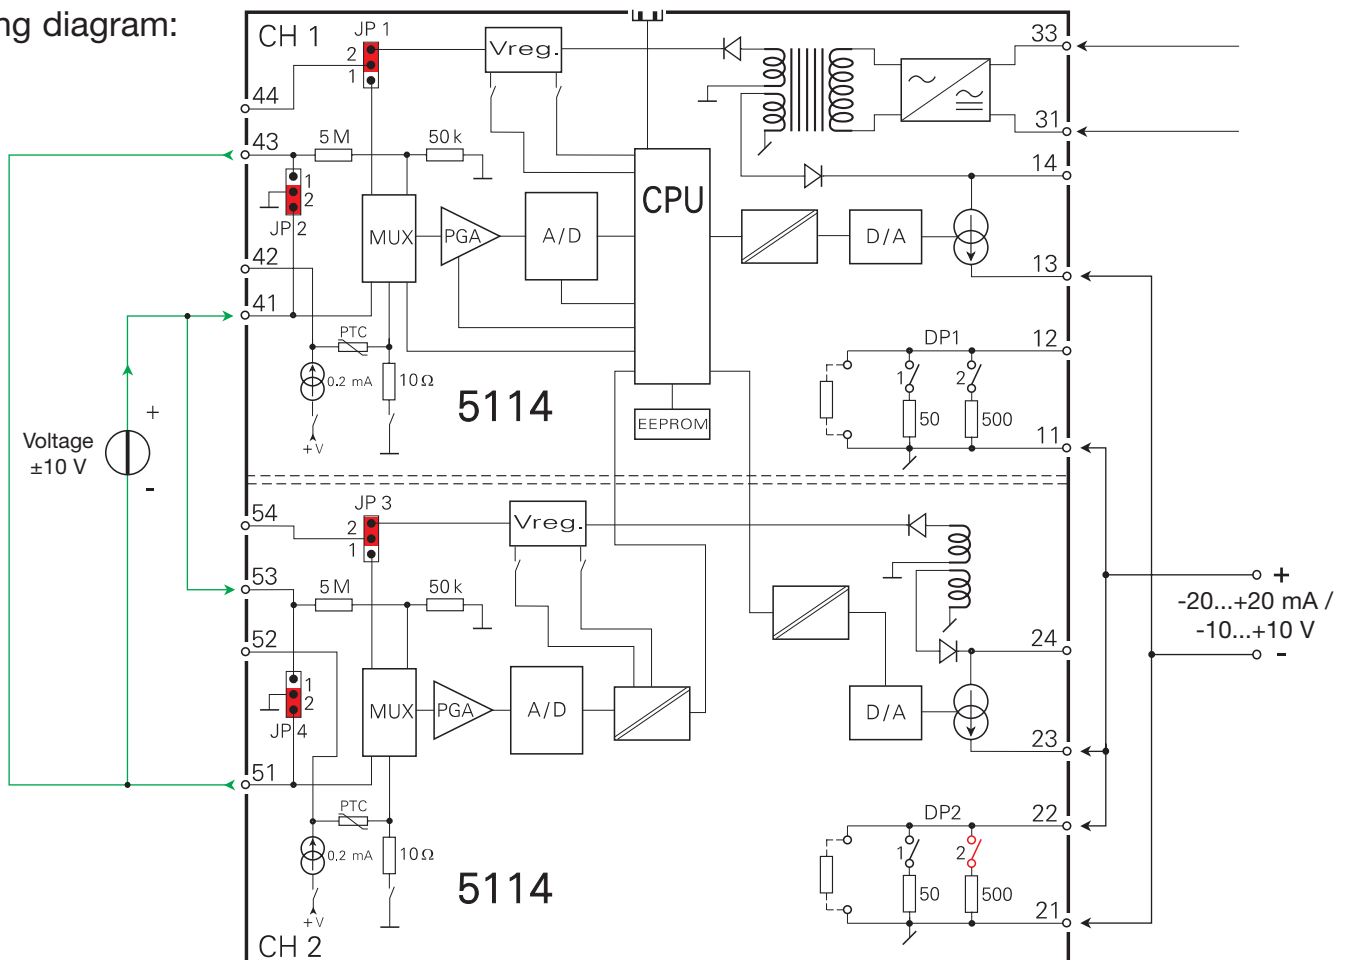 ng diagram:
CH 1
JP 1
2
1
Vreg.
33
44
31
43
5 M
50 k
14
1
2
JP 2
CPU
MUX
PGA
A/D
D/A
42
13
41
PTC
12
DP1
0.2 mA
10 Ω
1
2
5114
50
500
+V
EEPROM
11
Voltage
±10 V
+
-
54
JP 3
2
1
Vreg.
53
5 M
50 k
+
-20...+20 mA /
-10...+10 V
-
52
24
1
2
JP 4
MUX
PGA
A/D
D/A
23
51
PTC
22
DP2
0.2 mA
10 Ω
1
2
5114
50
500
+V
21
CH 2